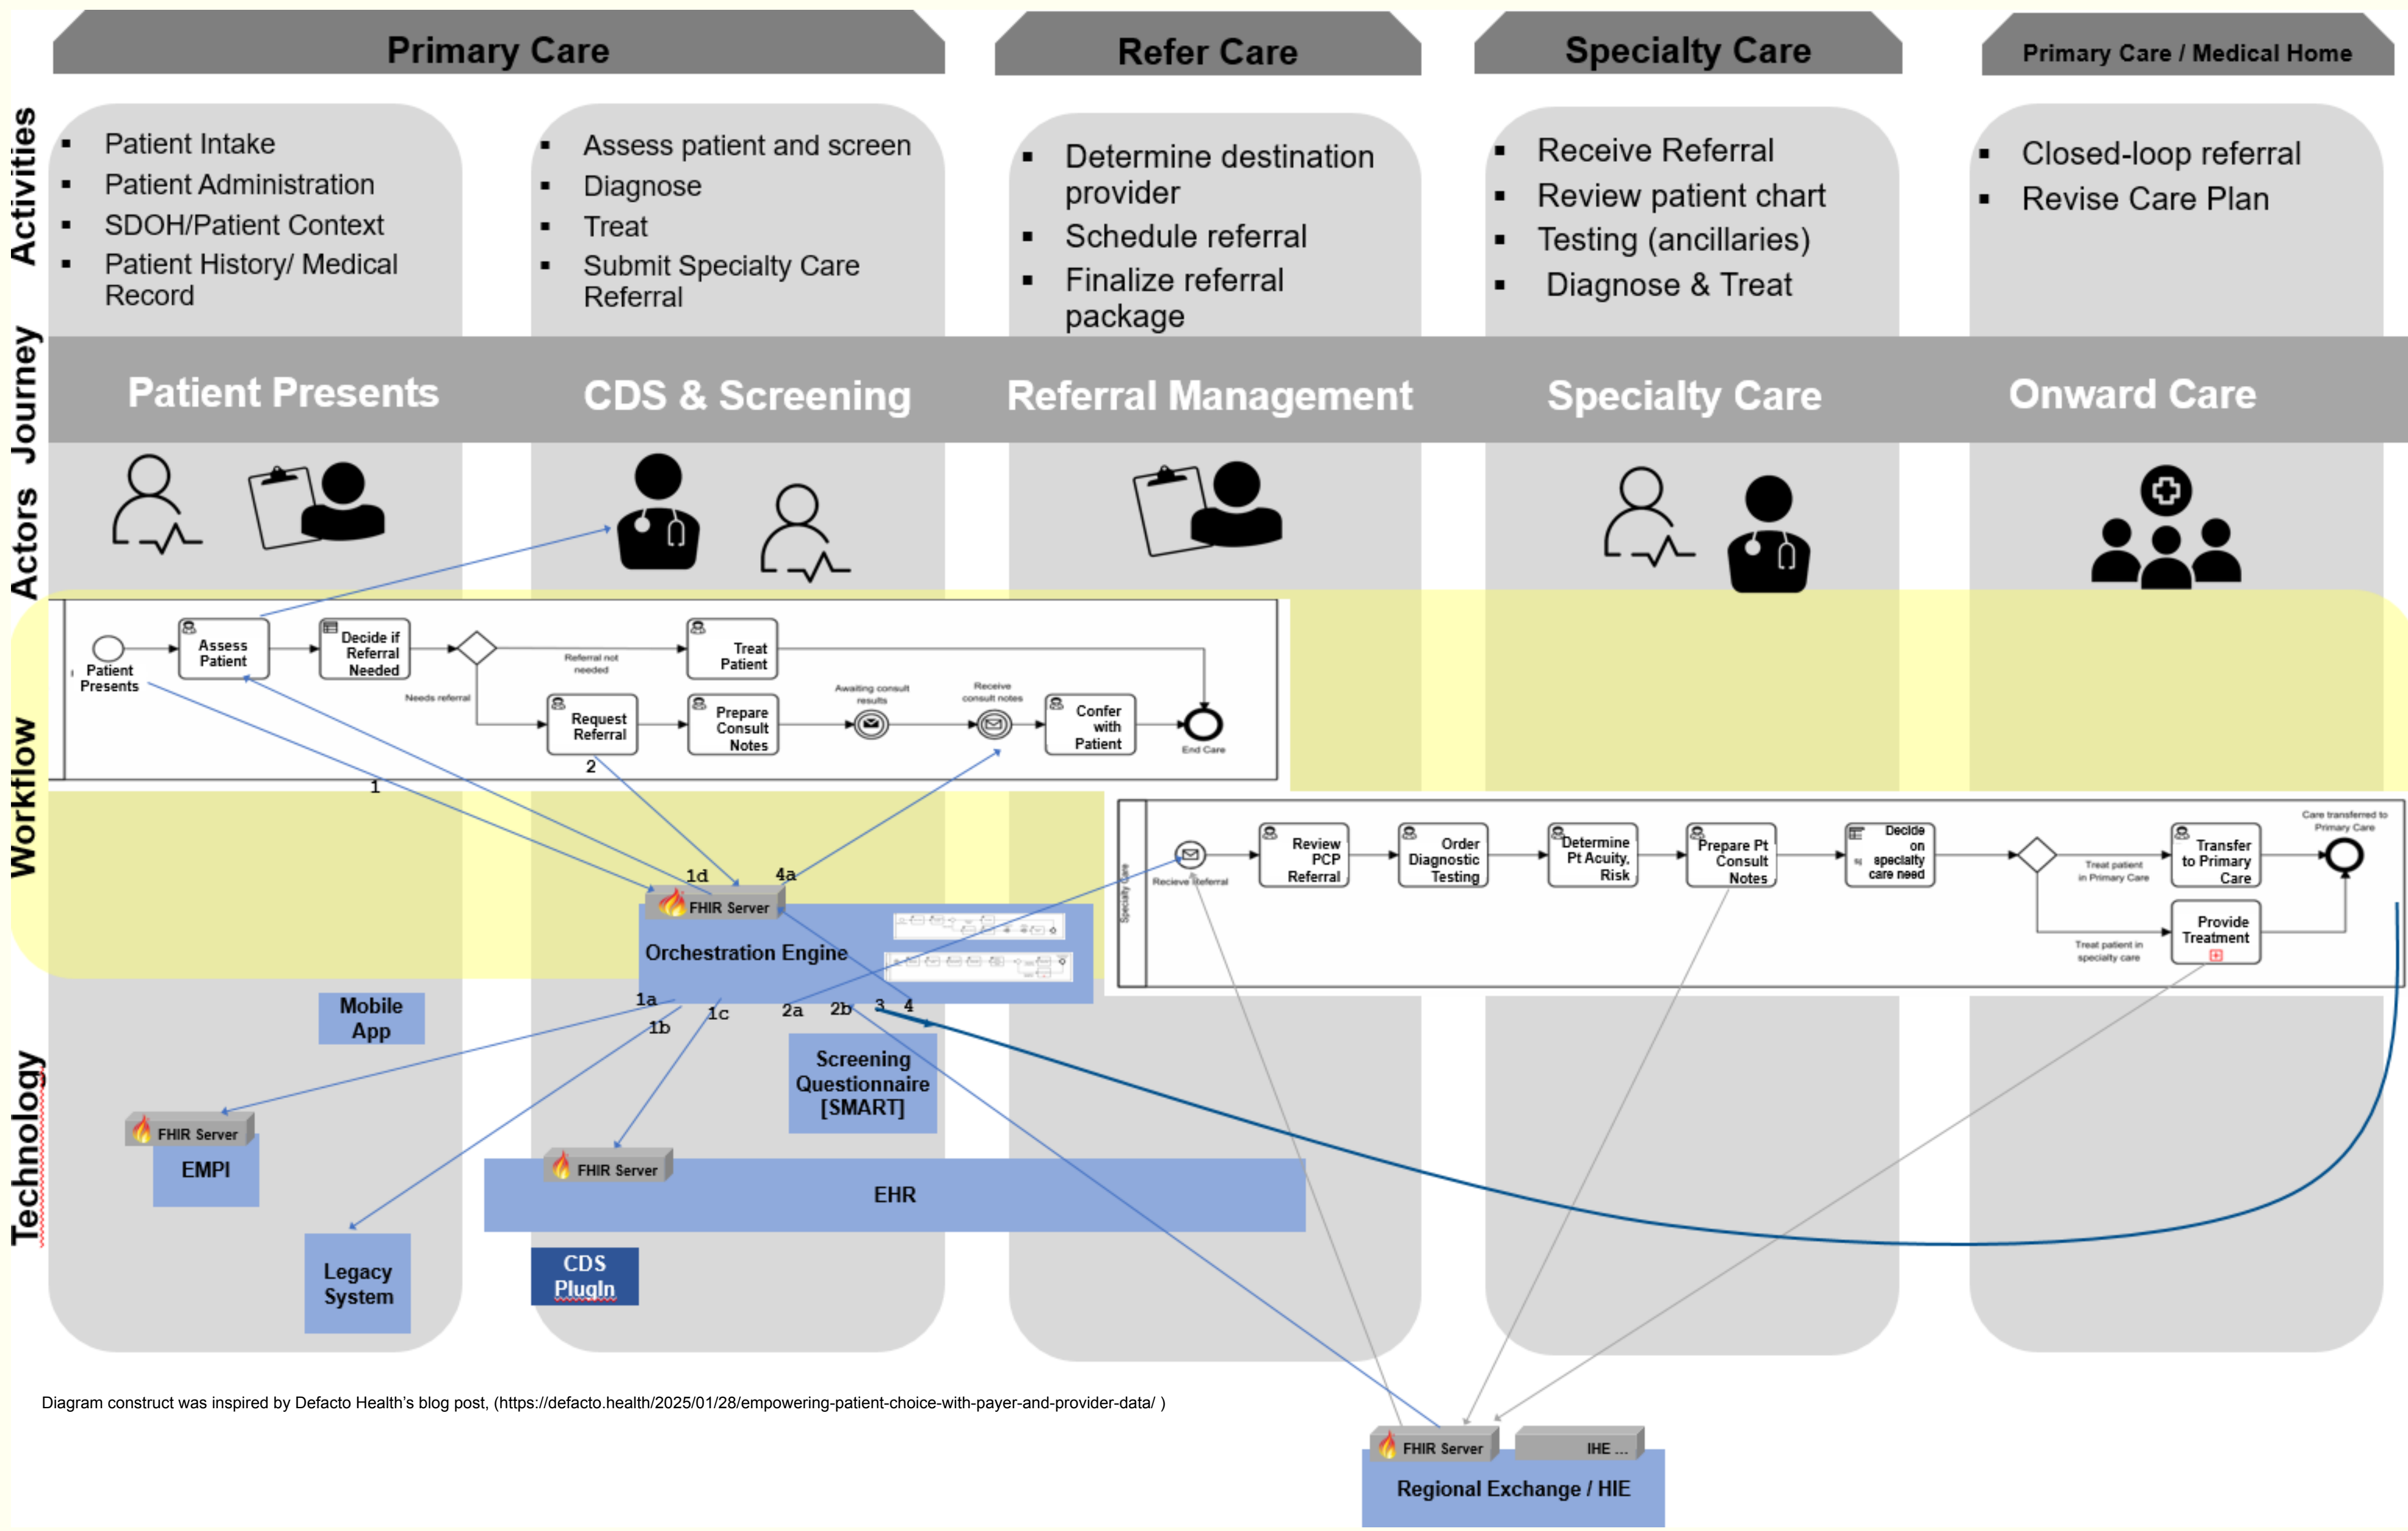 Primary Care
Refer Care
Specialty Care
Primary Care / Medical Home
Activities
Patient Intake
Patient Administration
SDOH/Patient Context
Patient History/ Medical
Record
Assess patient and screen
Diagnose
Treat
Submit Specialty Care
Referral
Determine destination
provider
Schedule referral
Finalize referral
package
Receive Referral
Review patient chart
Testing (ancillaries)
Diagnose & Treat
Closed-loop referral
Revise Care Plan
Journey
Patient Presents
CDS & Screening
Referral Management
Specialty Care
Onward Care
Actors
Workflow
Patient
Presents
Assess
Patient
Decide if
Referral
Needed
Referral not
needed
Needs referral
Treat
Patient
Request
Referral
Prepare
Consult
Notes
Awaiting consult
results
Receive
consult notes
Confer
with
Patient
End Care
1
2
1d
4a
FHIR Server
Orchestration Engine
1a
1b
1c
2a
2b
3
4
Specialty Care
Recieve Referral
Review
PCP
Referral
Order
Diagnostic
Testing
Determine
Pt Acuity,
Risk
Prepare Pt
Consult
Notes
Decide
on
specialty
care need
Treat patient
in Primary Care
Transfer
to Primary
Care
Care transferred to
Primary Care
Treat patient in
specialty care
Provide
Treatment
Technology
Mobile
App
Screening
Questionnaire
[SMART]
FHIR Server
EMPI
FHIR Server
EHR
Legacy
System
CDS
PlugIn
Diagram construct was inspired by Defacto Health's blog post, (https://defacto.health/2025/01/28/empowering-patient-choice-with-payer-and-provider-data/ )
FHIR Server
IHE ...
Regional Exchange / HIE